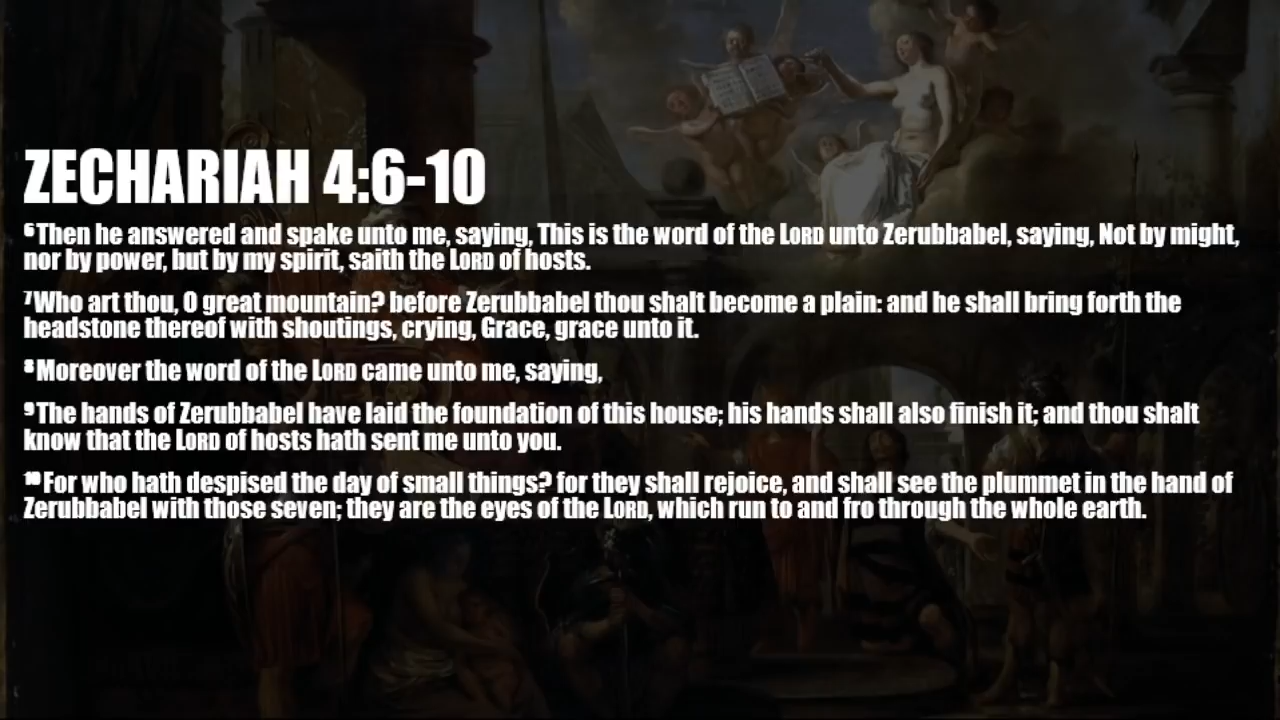 ZECHARIAH 4:6-10
⁶Then he answered and spake unto me, saying, This is the word of the LORD unto Zerubbabel, saying, Not by might,
nor by power, but by my spirit, saith the LORD of hosts.
⁷Who art thou, O great mountain? before Zerubbabel thou shalt become a plain: and he shall bring forth the
headstone thereof with shoutings, crying, Grace, grace unto it.
⁸Moreover the word of the LORD came unto me, saying,
⁹The hands of Zerubbabel have laid the foundation of this house; his hands shall also finish it; and thou shalt
know that the LORD of hosts hath sent me unto you.
¹⁰For who hath despised the day of small things? for they shall rejoice, and shall see the plummet in the hand of
Zerubbabel with those seven; they are the eyes of the LORD, which run to and fro through the whole earth.